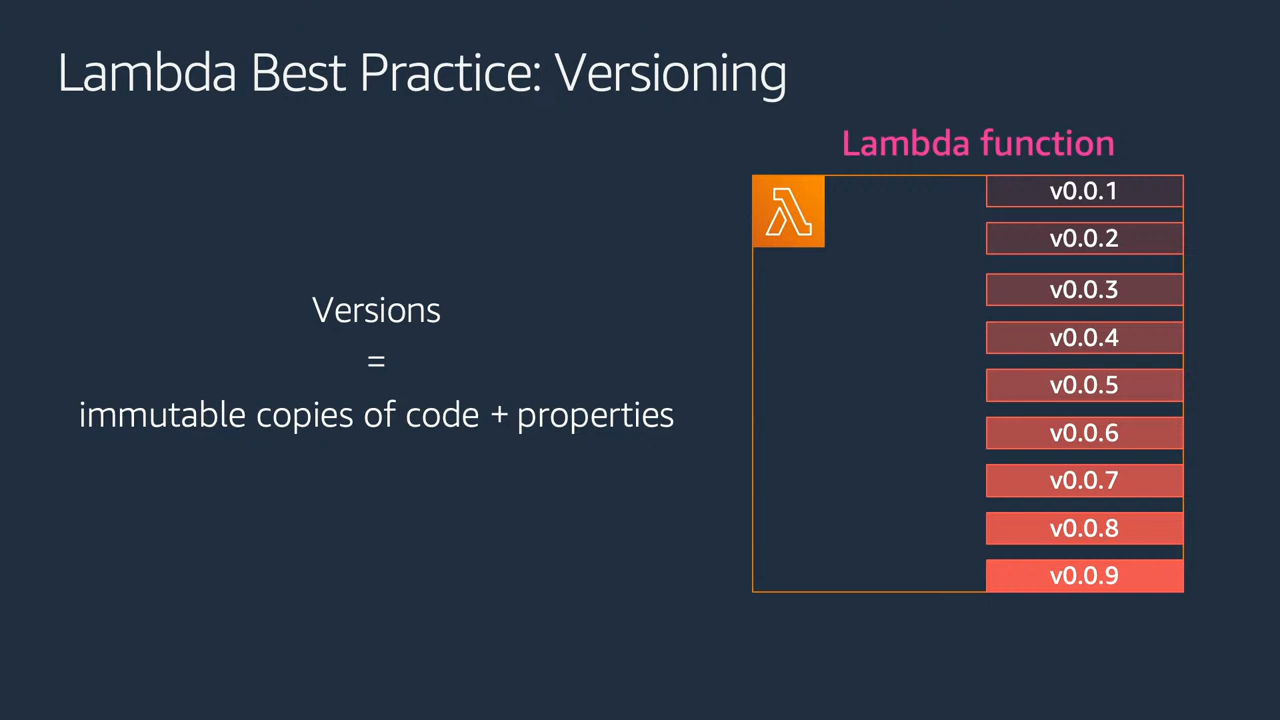 Lambda Best Practice: Versioning
Lambda function
v0.0.1
v0.0.2
v0.0.3
v0.0.4
v0.0.5
v0.0.6
v0.0.7
v0.0.8
v0.0.9
Versions
=
immutable copies of code + properties